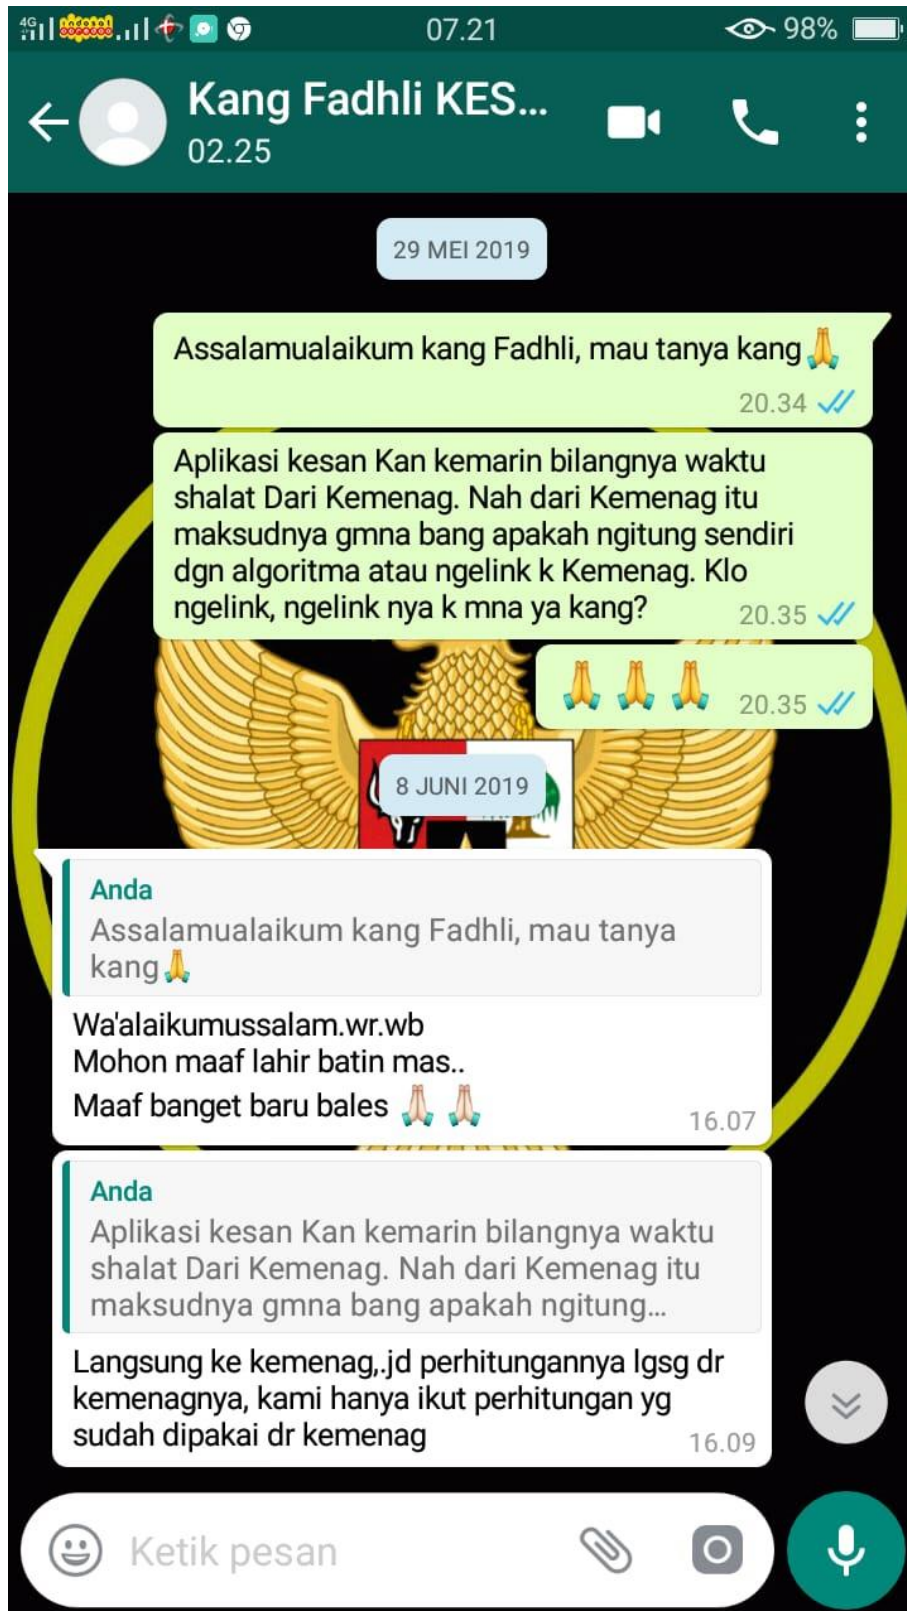 4G indosat ooredoo 07.21 98%
Kang Fadhli KES...
02.25
29 MEI 2019
Assalamualaikum kang Fadhli, mau tanya kang🙏
20.34
Aplikasi kesan Kan kemarin bilangnya waktu
shalat Dari Kemenag. Nah dari Kemenag itu
maksudnya gmna bang apakah ngitung sendiri
dgn algoritma atau ngelink k Kemenag. Klo
ngelink, ngelink nya k mna ya kang? 20.35
🙏🙏🙏 20.35
8 JUNI 2019
Anda
Assalamualaikum kang Fadhli, mau tanya
kang🙏
Wa'alaikumussalam.wr.wb
Mohon maaf lahir batin mas..
Maaf banget baru bales 🙏🏻🙏🏻 16.07
Anda
Aplikasi kesan Kan kemarin bilangnya waktu
shalat Dari Kemenag. Nah dari Kemenag itu
maksudnya gmna bang apakah ngitung...
Langsung ke kemenag,.jd perhitungannya lgsg dr
kemenagnya, kami hanya ikut perhitungan yg
sudah dipakai dr kemenag 16.09
Ketik pesan